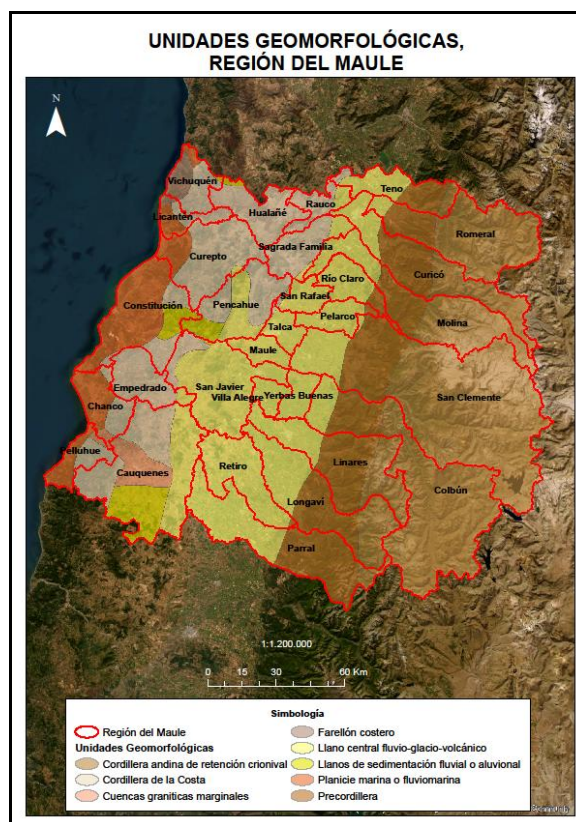 UNIDADES GEOMORFOLÓGICAS,
REGIÓN DEL MAULE
N
Vichuquén
Teno
Rauco
Licantén
Hualañé
Romeral
Sagrada Familia
Curepto
Curicó
Río Claro
Constitución
Pencahue
San Rafael
Pelarco
Molina
Talca
Maule
Empedrado
San Javier
Villa Alegre
Yerbas Buenas
San Clemente
Chanco
Pelluhue
Cauquenes
Retiro
Linares
Colbún
Longaví
Parral
1:1.200.000
0 15 30 60 Km
Simbología
Región del Maule
Unidades Geomorfológicas
Cordillera andina de retención crionival
Cordillera de la Costa
Cuencas graniticas marginales
Farellón costero
Llano central fluvio-glacio-volcánico
Llanos de sedimentación fluvial o aluvional
Planicie marina o fluviomarina
Precordillera